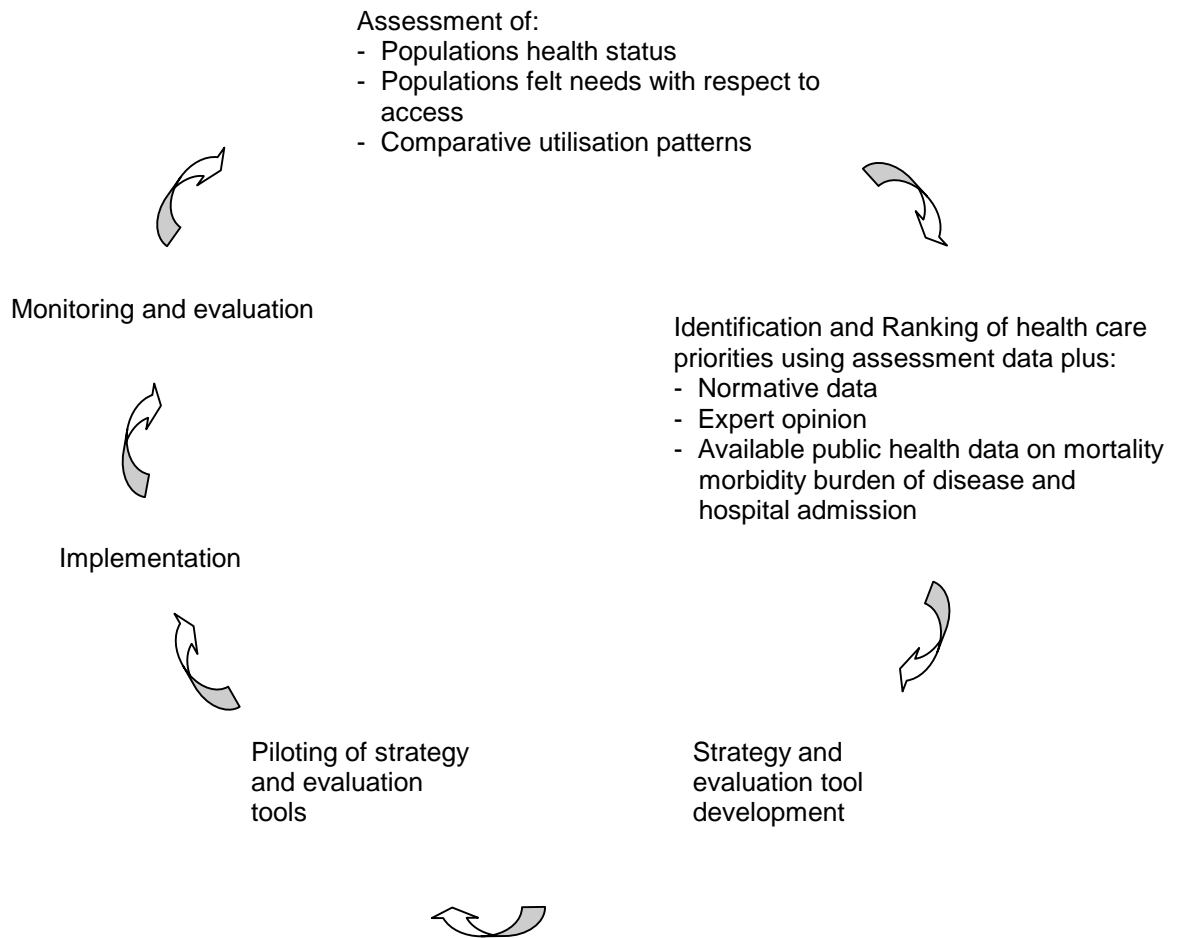 Assessment of:
- Populations health status
- Populations felt needs with respect to
access
- Comparative utilisation patterns
Monitoring and evaluation
Identification and Ranking of health care
priorities using assessment data plus:
- Normative data
- Expert opinion
- Available public health data on mortality
morbidity burden of disease and
hospital admission
Implementation
Piloting of strategy
and evaluation
tools
Strategy and
evaluation tool
development